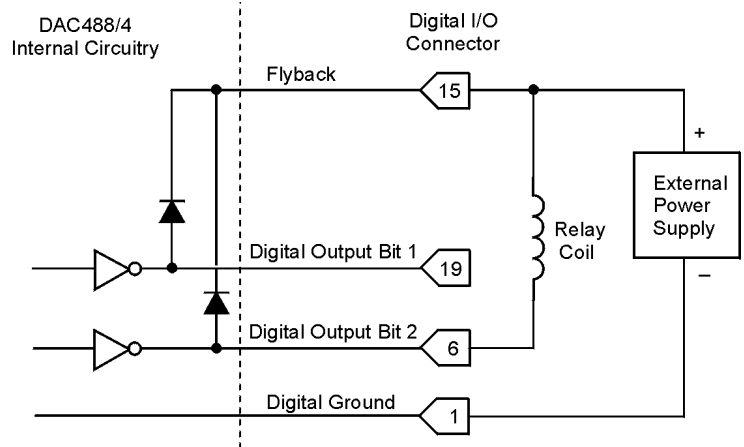 DAC488/4
Internal Circuitry
Digital I/O
Connector
Flyback
15
+
External
Power
Supply
Relay
Coil
Digital Output Bit 1
19
–
Digital Output Bit 2
6
Digital Ground
1